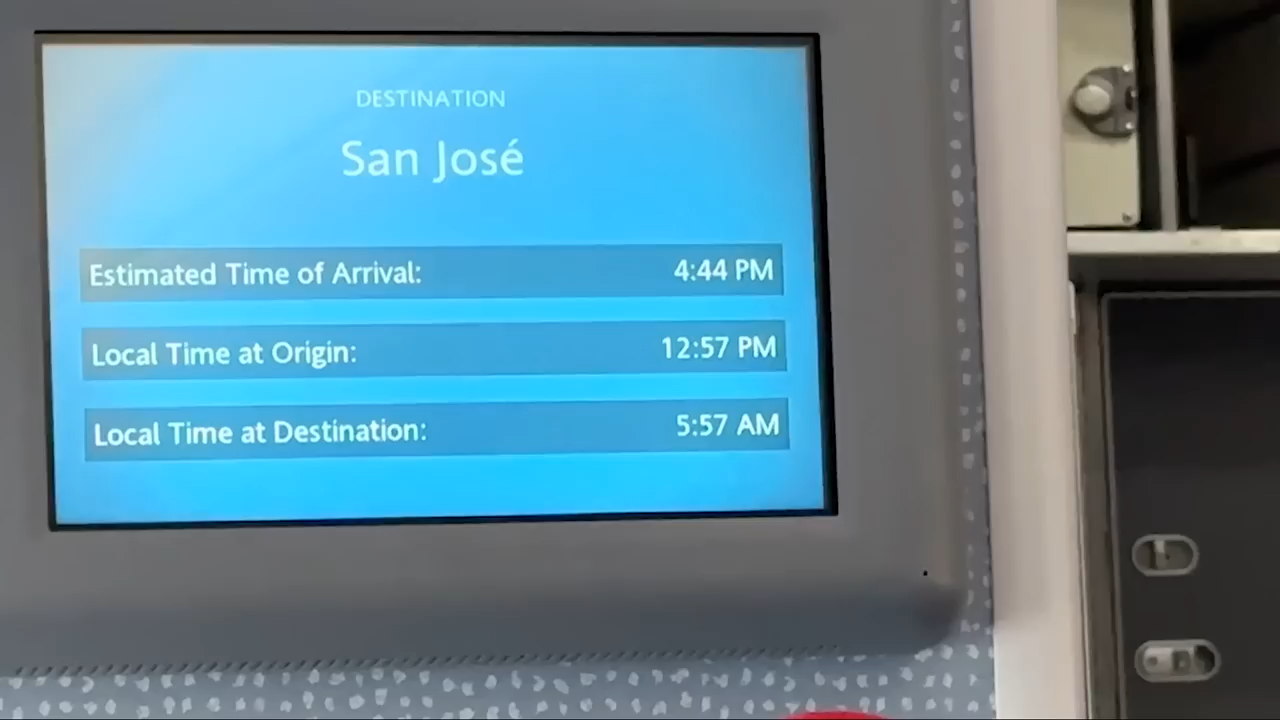 DESTINATION
San José
Estimated Time of Arrival: 4:44 PM
Local Time at Origin: 12:57 PM
Local Time at Destination: 5:57 AM